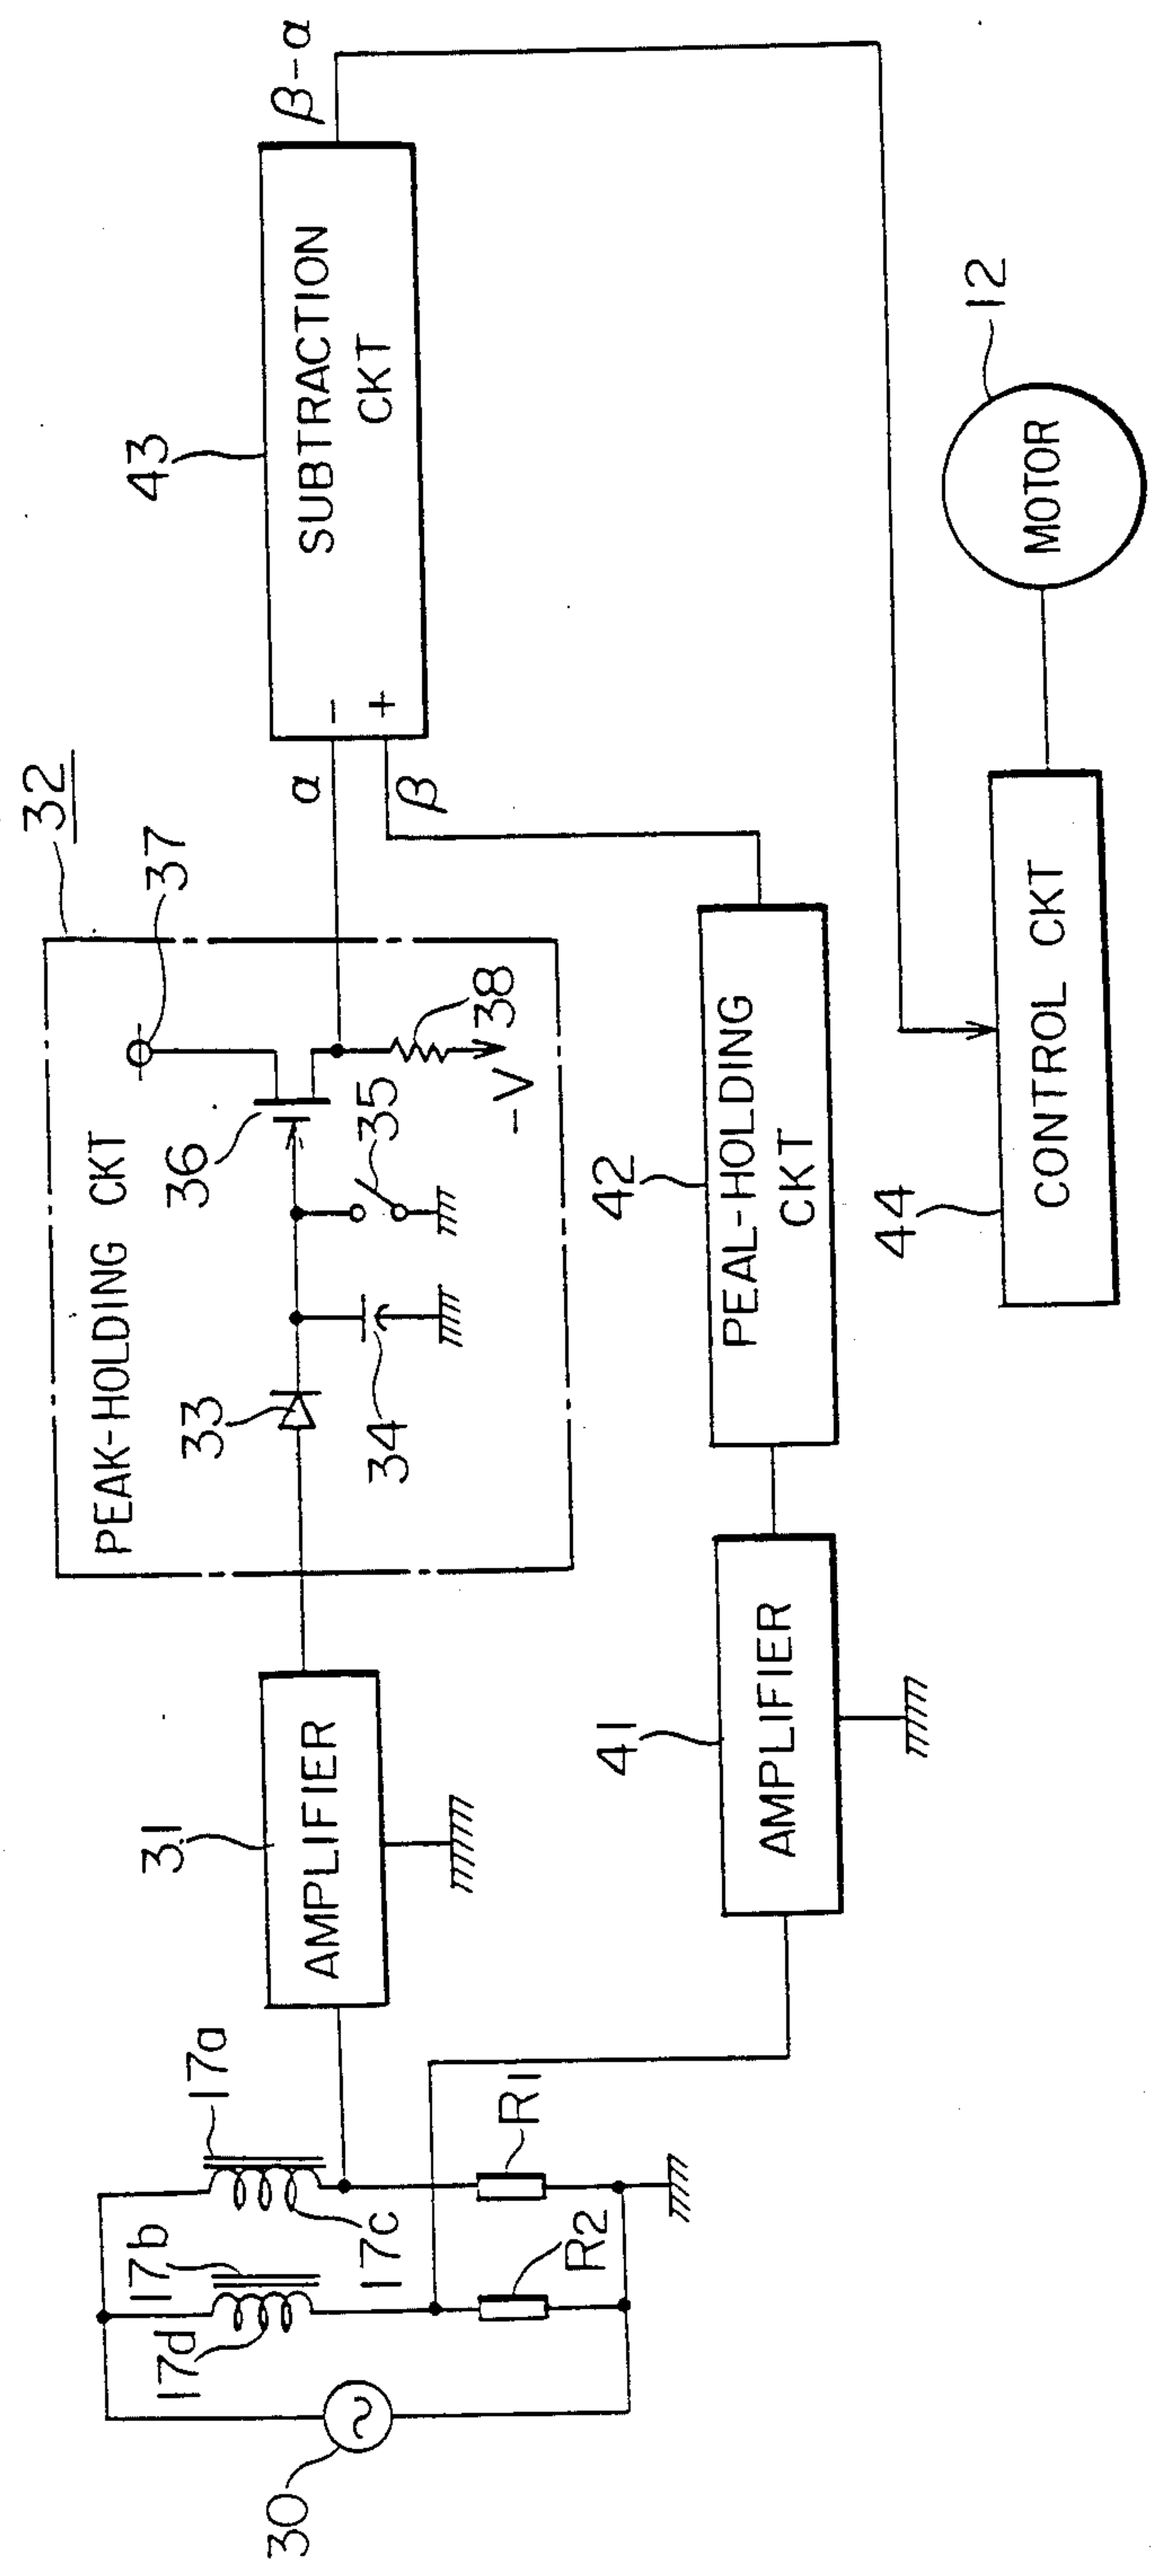 30
17d
17b
17c
17a
R2
R1
31
AMPLIFIER
41
AMPLIFIER
32
PEAK-HOLDING CKT
33
34
35
36
37
38
-V
42
PEAL-HOLDING
CKT
α
β
43
-
+
SUBTRACTION
CKT
β-α
44
CONTROL CKT
MOTOR
12